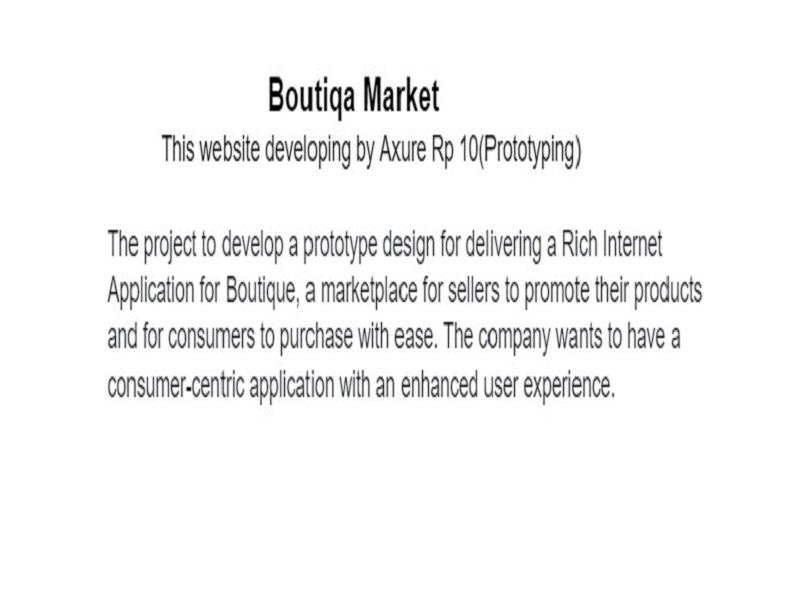 Boutiqa Market
This website developing by Axure Rp 10(Prototyping)
The project to develop a prototype design for delivering a Rich Internet
Application for Boutique, a marketplace for sellers to promote their products
and for consumers to purchase with ease. The company wants to have a
consumer-centric application with an enhanced user experience.